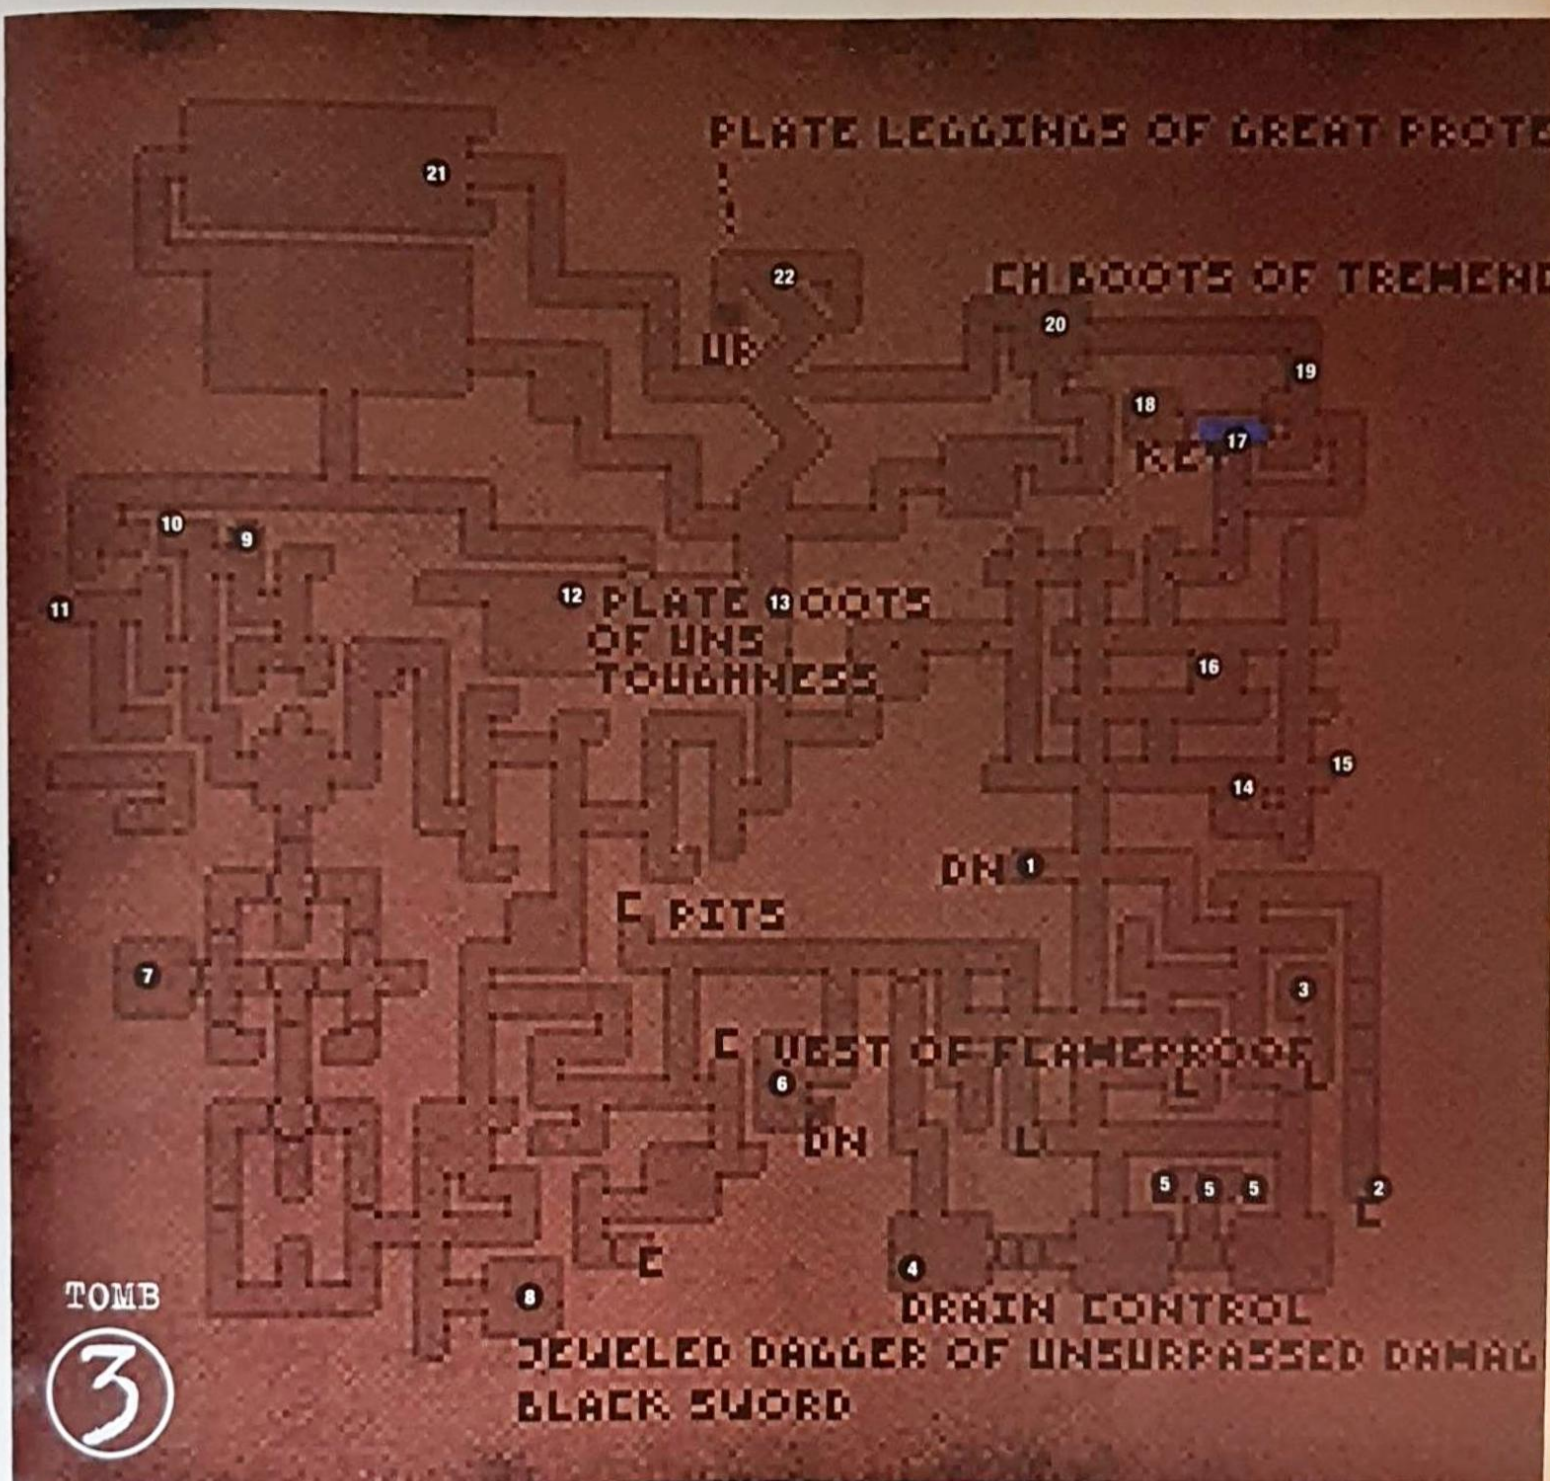 PLATE LEGGINGS OF GREAT PROTE
21
22
CH BOOTS OF TREMEND
20
UP
19
18
17
KEY
10
9
11
12
PLATE
13
OOTS
OF UNS
TOUGHNESS
16
15
14
DN
1
C PITS
7
3
C VEST OF FLAMEPROOF
6
L
L
DN
L
5
5
5
2
C
C
4
8
DRAIN CONTROL
TOMB
3
JEWELED DAGGER OF UNSURPASSED DAMAG
BLACK SWORD